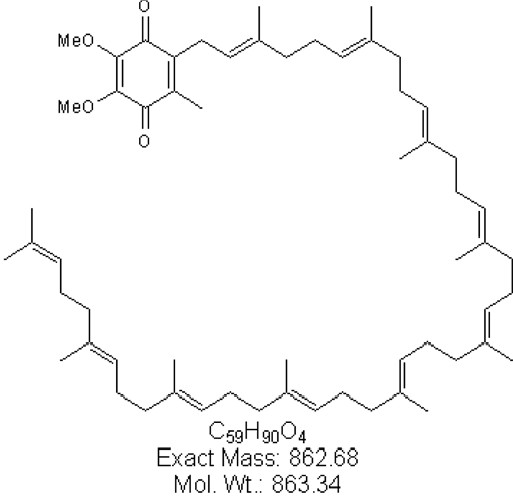 O
MeO
MeO
O
C₅₉H₉₀O₄
Exact Mass: 862.68
Mol. Wt.: 863.34